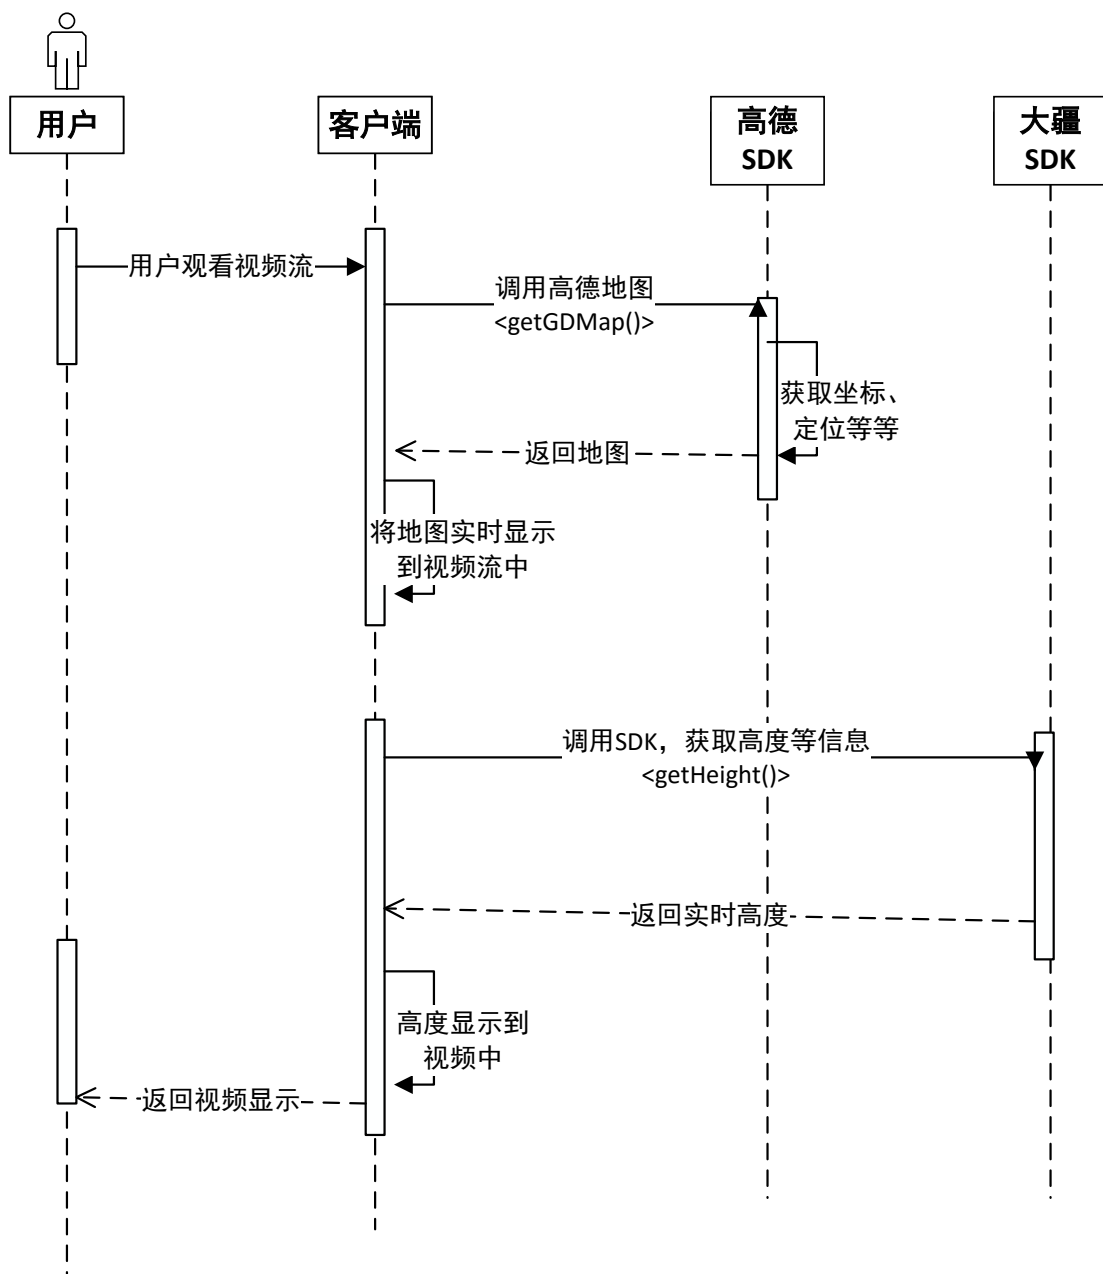 用户
客户端
高德
SDK
大疆
SDK
用户观看视频流
调用高德地图
<getGDMap()>
获取坐标、
定位等等
返回地图
将地图实时显示
到视频流中
调用SDK，获取高度等信息
<getHeight()>
返回实时高度
高度显示到
视频中
返回视频显示